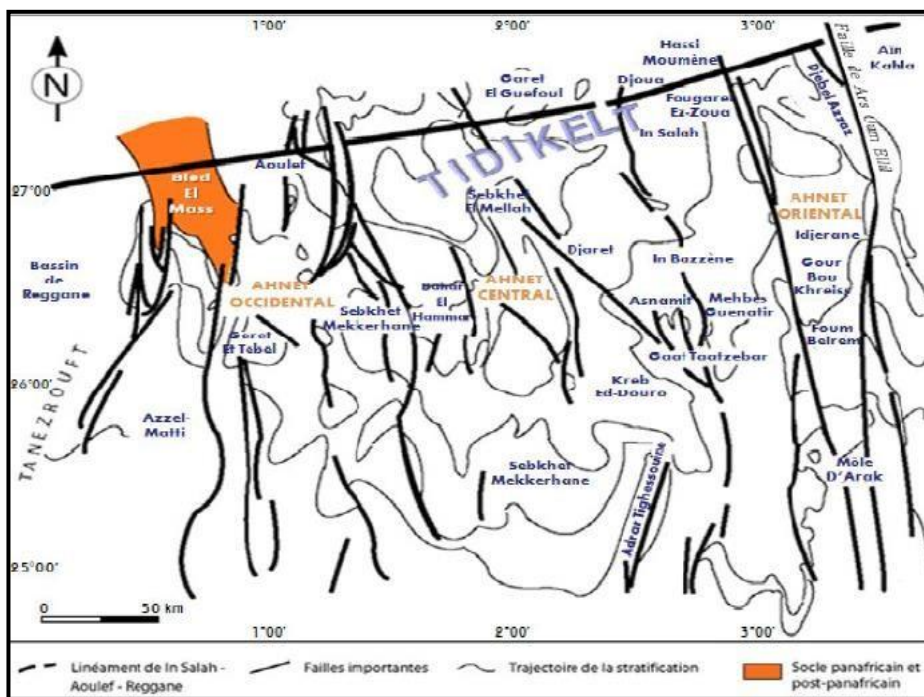 1°00'
2°00'
3°00'
N
27°00'
26°00'
25°00'
Hassi
Moumène
Aïn
Kahla
Garet
El Guefoul
Djoua
Fougaret
Ez-Zoua
Djebel Azzaz
Faille de Ars Oum Ellil
In Salah
TIDIKELT
Aoulef
Bled
El
Mass
Sebkhet
El Mellah
AHNET
ORIENTAL
Idjerane
Bassin
de
Reggane
Djaret
In Bazzène
Gour
Bou
Khreiss
AHNET
OCCIDENTAL
Bahar
El
Hamma
AHNET
CENTRAL
Sebkhet
Mekkerhane
Asnamit
Mehbes
Guenatir
Foum
Belrem
Garet
Et Tebel
Gaat Taatzebar
Kreb
Ed-Douro
TANEZROUFT
Azzel-
Matti
Sebkhet
Mekkerhane
Adrar Tighessouine
Môle
D'Arak
0 50 km
1°00'
2°00'
3°00'
Linéament de In Salah -
Aoulef - Reggane
Failles importantes
Trajectoire de la stratification
Socle panafricain et
post-panafricain